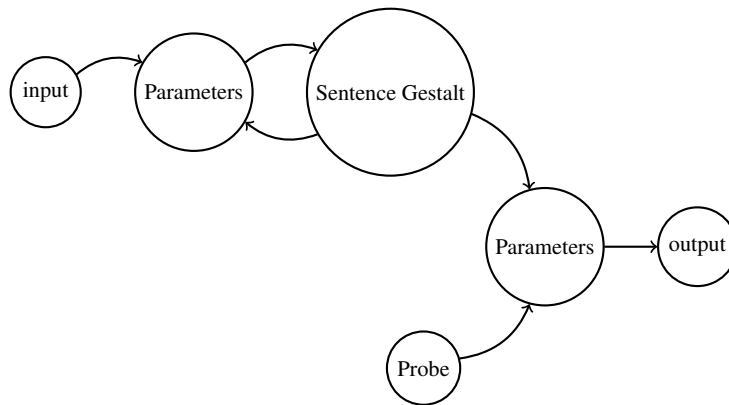 input
Parameters
Sentence Gestalt
Parameters
output
Probe